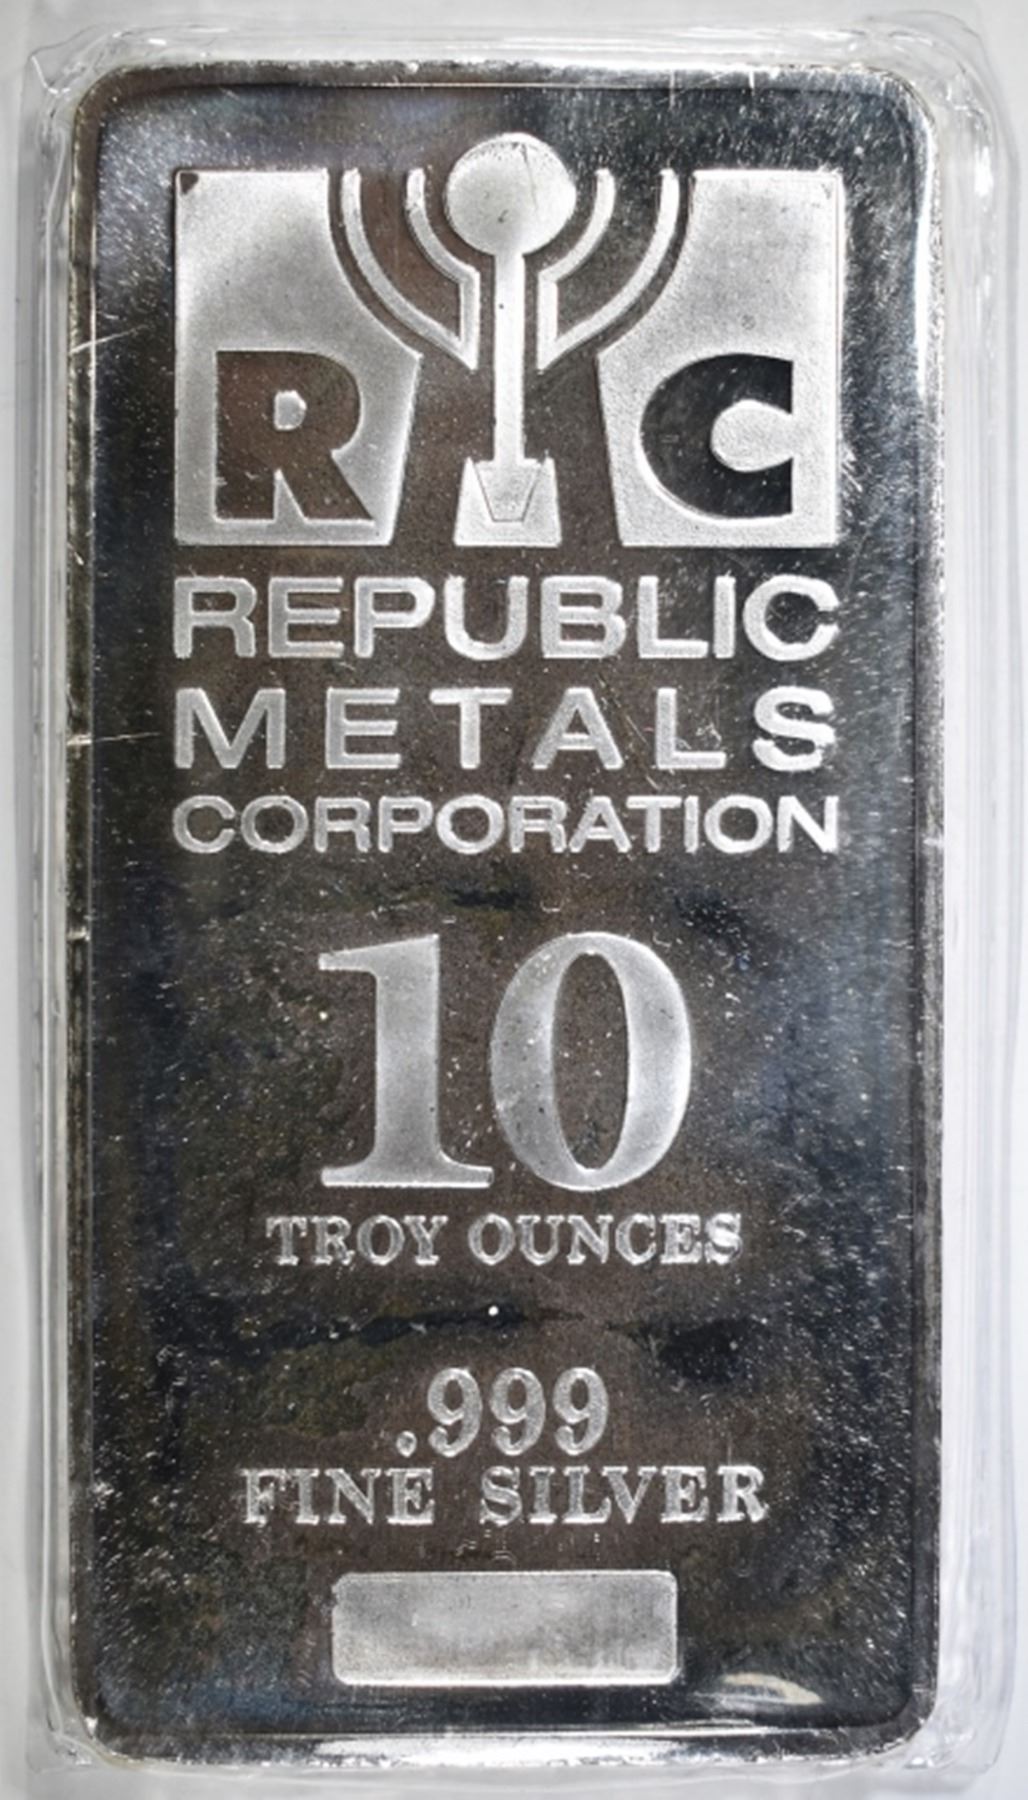 R C
REPUBLIC
METALS
CORPORATION
10
TROY OUNCES
.999
FINE SILVER